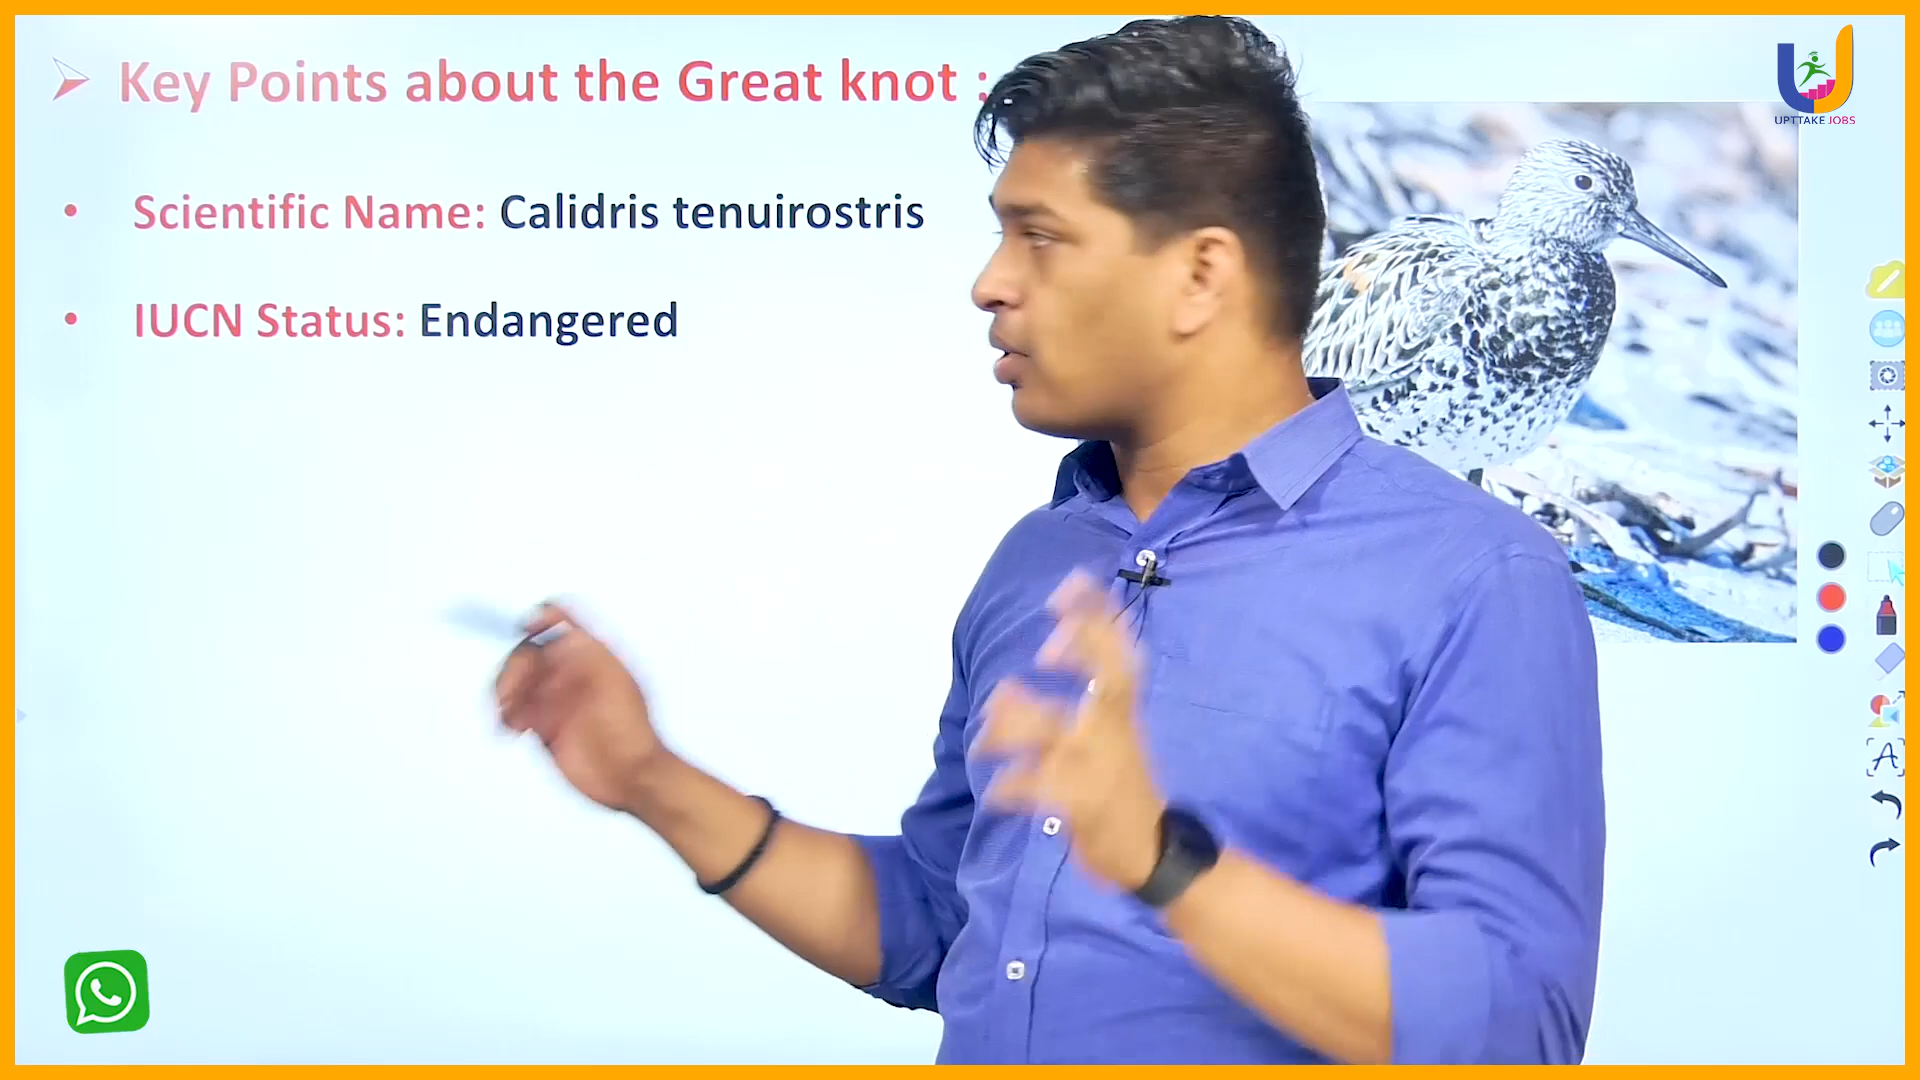 ➢ Key Points about the Great knot :
UPTTAKE JOBS
• Scientific Name: Calidris tenuirostris
• IUCN Status: Endangered
A